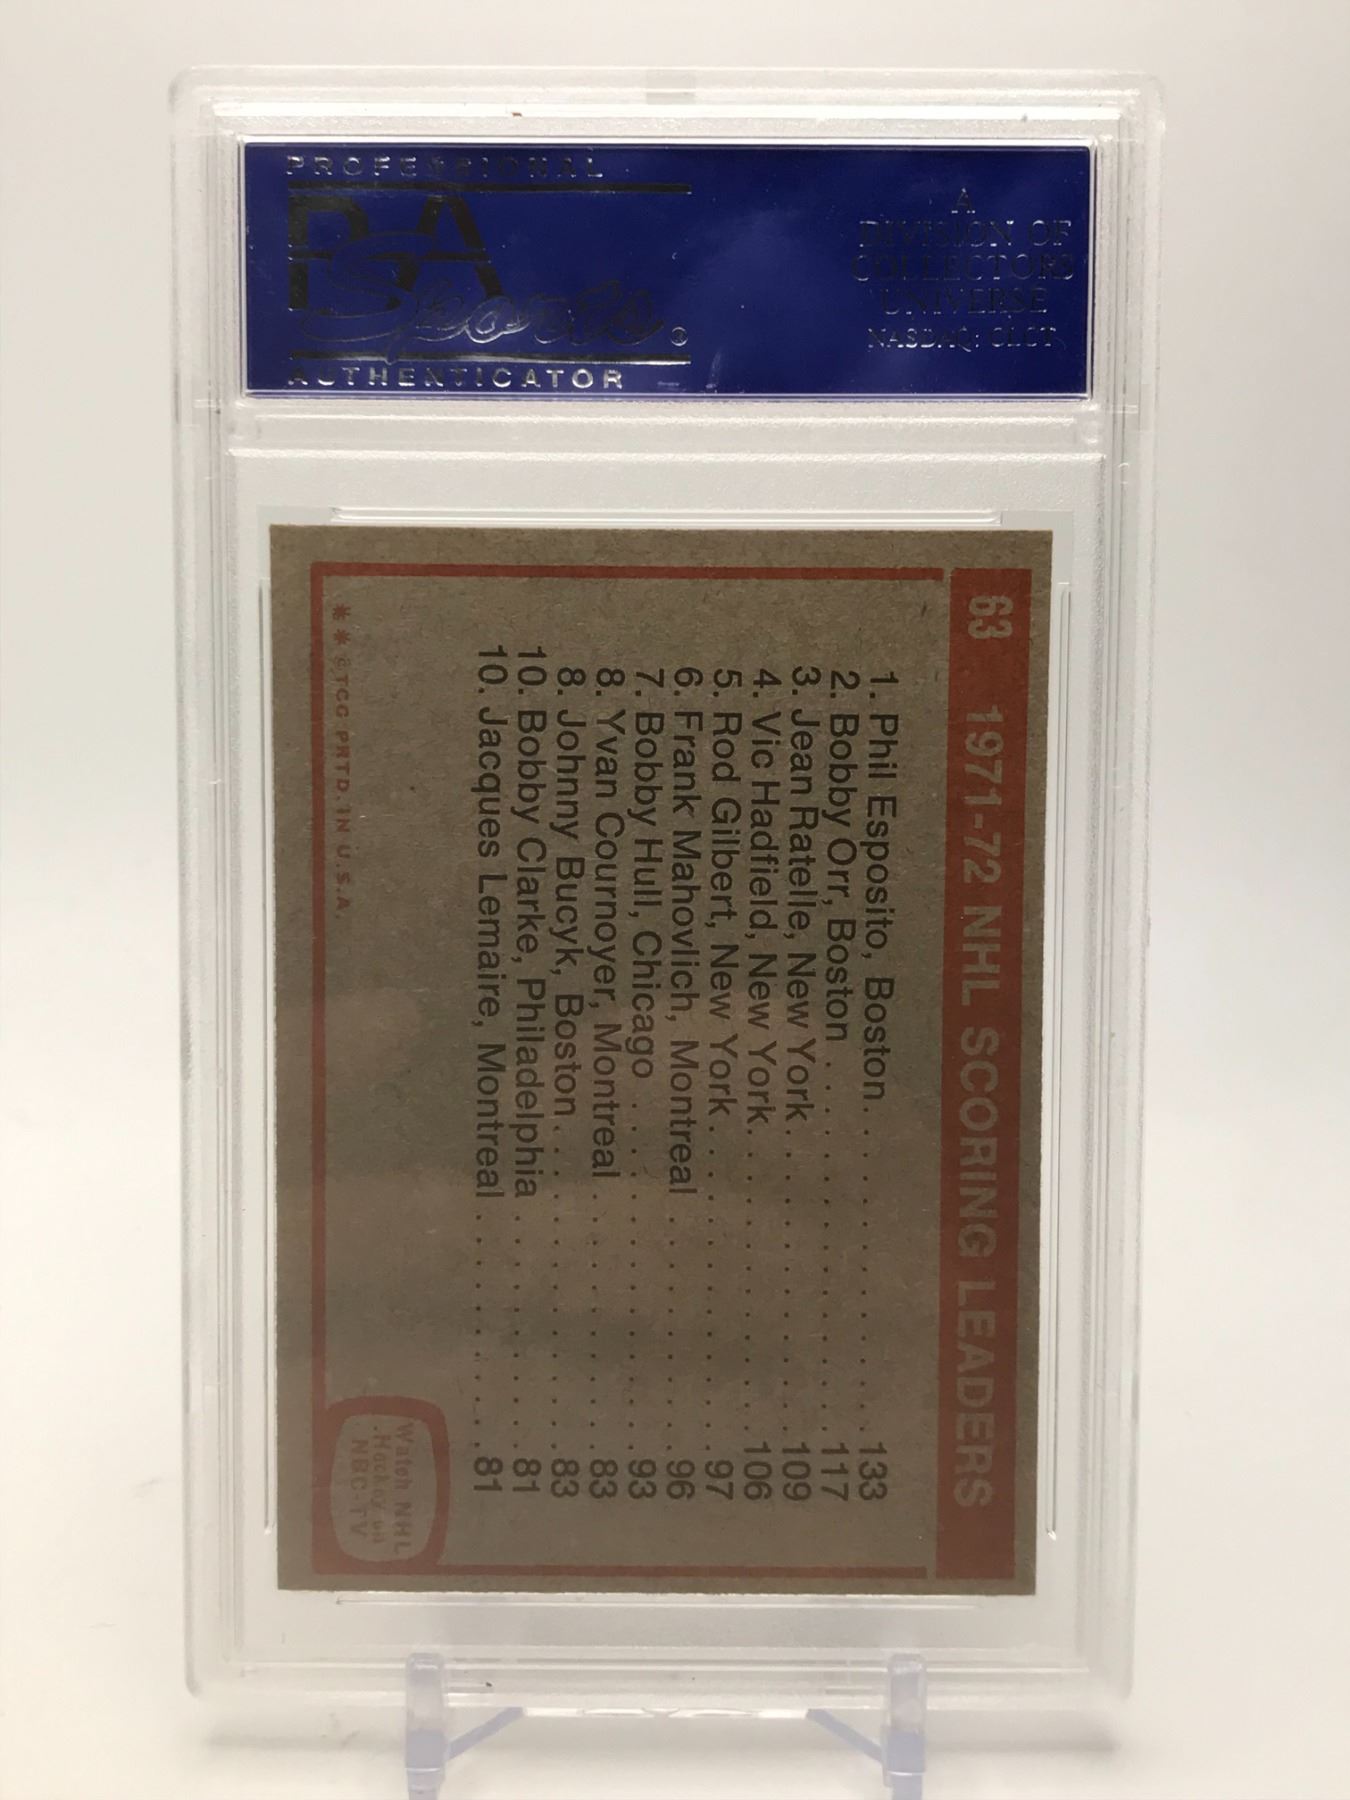 PROFESSIONAL
PSA
Sports ®
AUTHENTICATOR
A
DIVISION OF
COLLECTORS
UNIVERSE
NASDAQ: CLCT
63 1971-72 NHL SCORING LEADERS
1. Phil Esposito, Boston . . . . . . . . . . . . . 133
2. Bobby Orr, Boston . . . . . . . . . . . . . . . 117
3. Jean Ratelle, New York . . . . . . . . . . . . 109
4. Vic Hadfield, New York . . . . . . . . . . . . 106
5. Rod Gilbert, New York . . . . . . . . . . . . . 97
6. Frank Mahovlich, Montreal . . . . . . . . . . 96
7. Bobby Hull, Chicago . . . . . . . . . . . . . . 93
8. Yvan Cournoyer, Montreal . . . . . . . . . . 83
8. Johnny Bucyk, Boston . . . . . . . . . . . . . 83
10. Bobby Clarke, Philadelphia . . . . . . . . . 81
10. Jacques Lemaire, Montreal . . . . . . . . . 81
* * ©TCG PRTD. IN U.S.A.
Watch NHL
Hockey on
NBC-TV